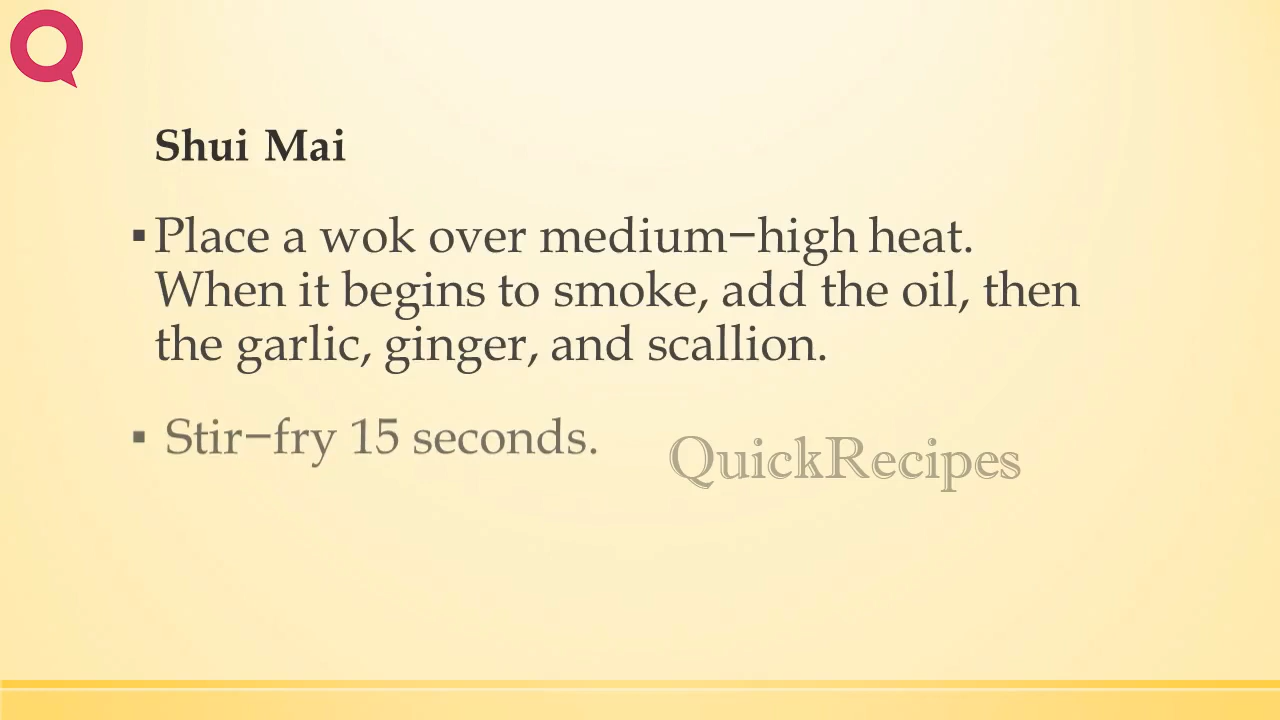 Shui Mai
▪ Place a wok over medium–high heat.
When it begins to smoke, add the oil, then
the garlic, ginger, and scallion.
▪ Stir–fry 15 seconds.
QuickRecipes